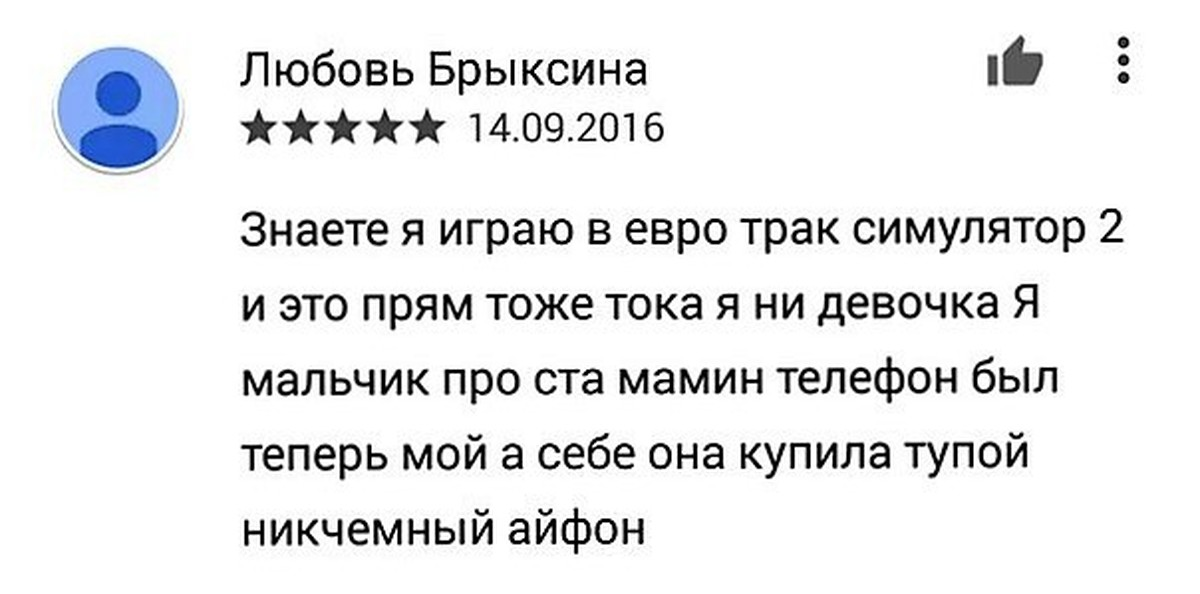 Любовь Брыксина
★★★★★ 14.09.2016
Знаете я играю в евро трак симулятор 2
и это прям тоже тока я ни девочка Я
мальчик про ста мамин телефон был
теперь мой а себе она купила тупой
никчемный айфон